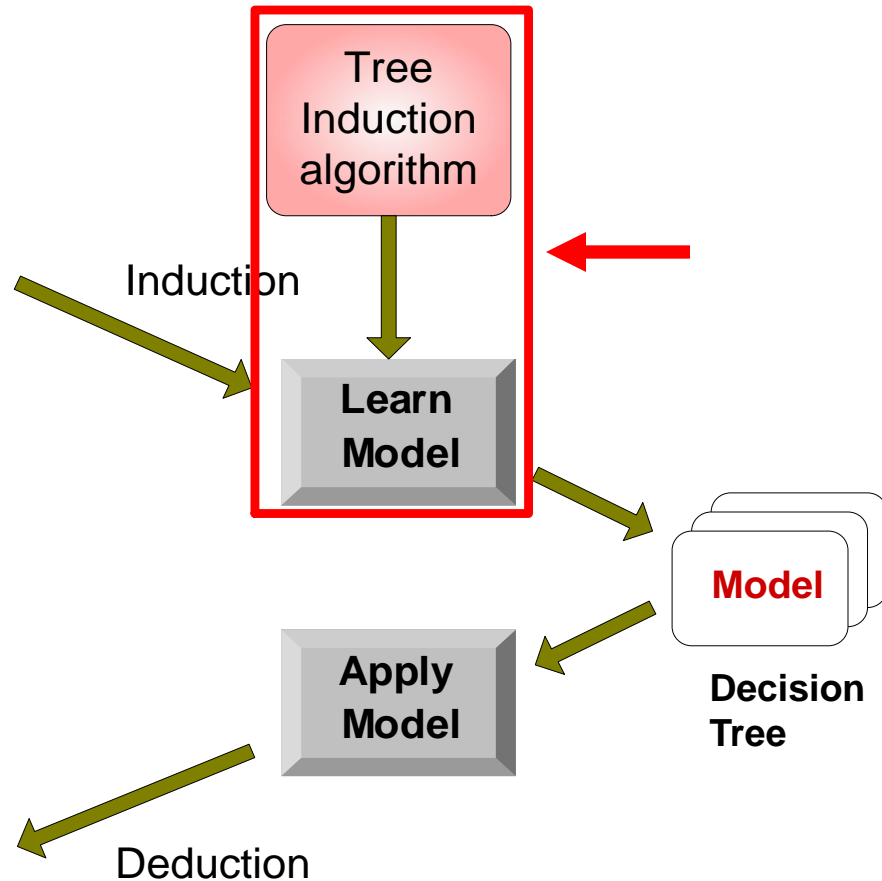 Tree
Induction
algorithm
Induction
Learn
Model
Model
Decision
Tree
Apply
Model
Deduction